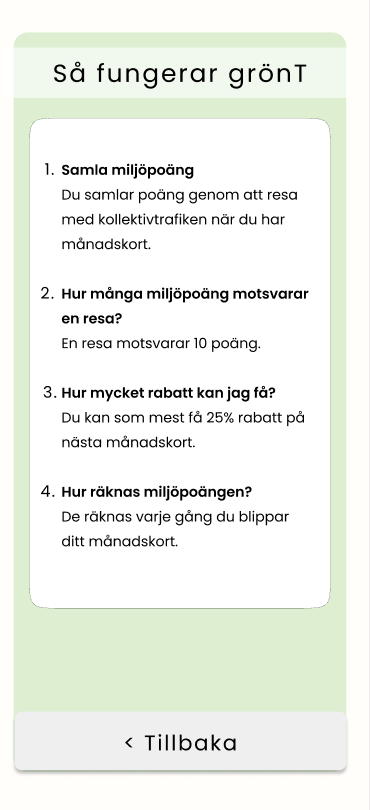 Så fungerar grönT
1. Samla miljöpoäng
Du samlar poäng genom att resa
med kollektivtrafiken när du har
månadskort.
2. Hur många miljöpoäng motsvarar
en resa?
En resa motsvarar 10 poäng.
3. Hur mycket rabatt kan jag få?
Du kan som mest få 25% rabatt på
nästa månadskort.
4. Hur räknas miljöpoängen?
De räknas varje gång du blippar
ditt månadskort.
< Tillbaka